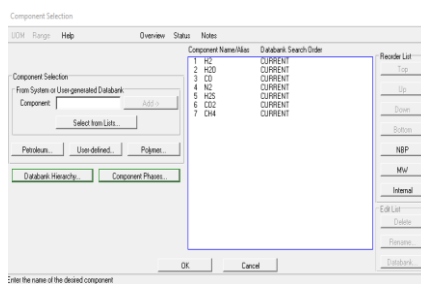 Component Selection
UOM Range Help Overview Status Notes
Component Name/Alias Databank Search Order
1 H2 CURRENT
2 H2O CURRENT
3 CO CURRENT
4 N2 CURRENT
5 H2S CURRENT
6 CO2 CURRENT
7 CH4 CURRENT
Component Selection
From System or User-generated Databank
Component: Add ->
Select from Lists...
Petroleum... User-defined... Polymer...
Databank Hierarchy... Component Phases...
Reorder List
Top
Up
Down
Bottom
NBP
MW
Internal
Edit List
Delete
Rename...
Databank...
OK Cancel
Enter the name of the desired component